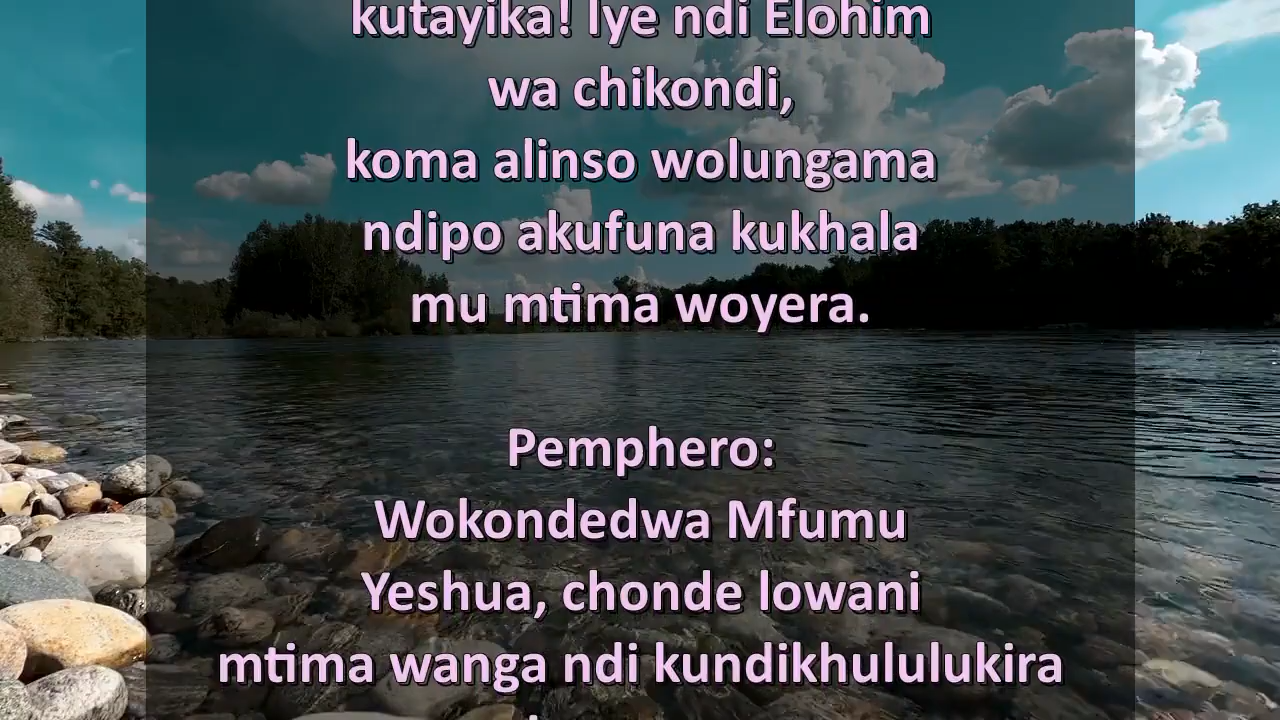 kutayika! Iye ndi Elohim
wa chikondi,
koma alinso wolungama
ndipo akufuna kukhala
mu mtima woyera.
Pemphero:
Wokondedwa Mfumu
Yeshua, chonde lowani
mtima wanga ndi kundikhululukira